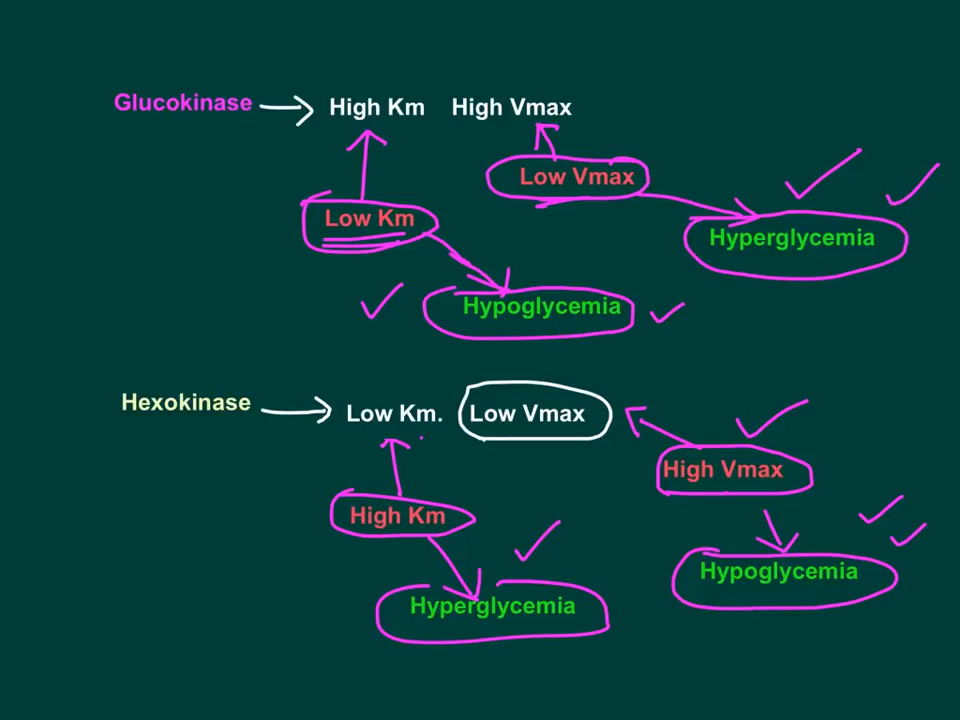 Glucokinase High Km High Vmax
Low Vmax
Low Km
Hyperglycemia
Hypoglycemia
Hexokinase Low Km. Low Vmax
High Vmax
High Km
Hypoglycemia
Hyperglycemia